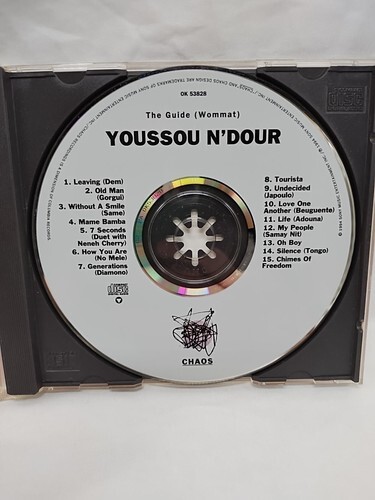 OK 53828
The Guide (Wommat)
YOUSSOU N'DOUR
1. Leaving (Dem)
2. Old Man
(Gorgui)
3. Without A Smile
(Same)
4. Mame Bamba
5. 7 Seconds
(Duet with
Neneh Cherry)
6. How You Are
(No Mele)
7. Generations
(Diamono)
8. Tourista
9. Undecided
(Japoulo)
10. Love One
Another (Beuguente)
11. Life (Adouna)
12. My People
(Samay Nit)
13. Oh Boy
14. Silence (Tongo)
15. Chimes Of
Freedom
CHAOS